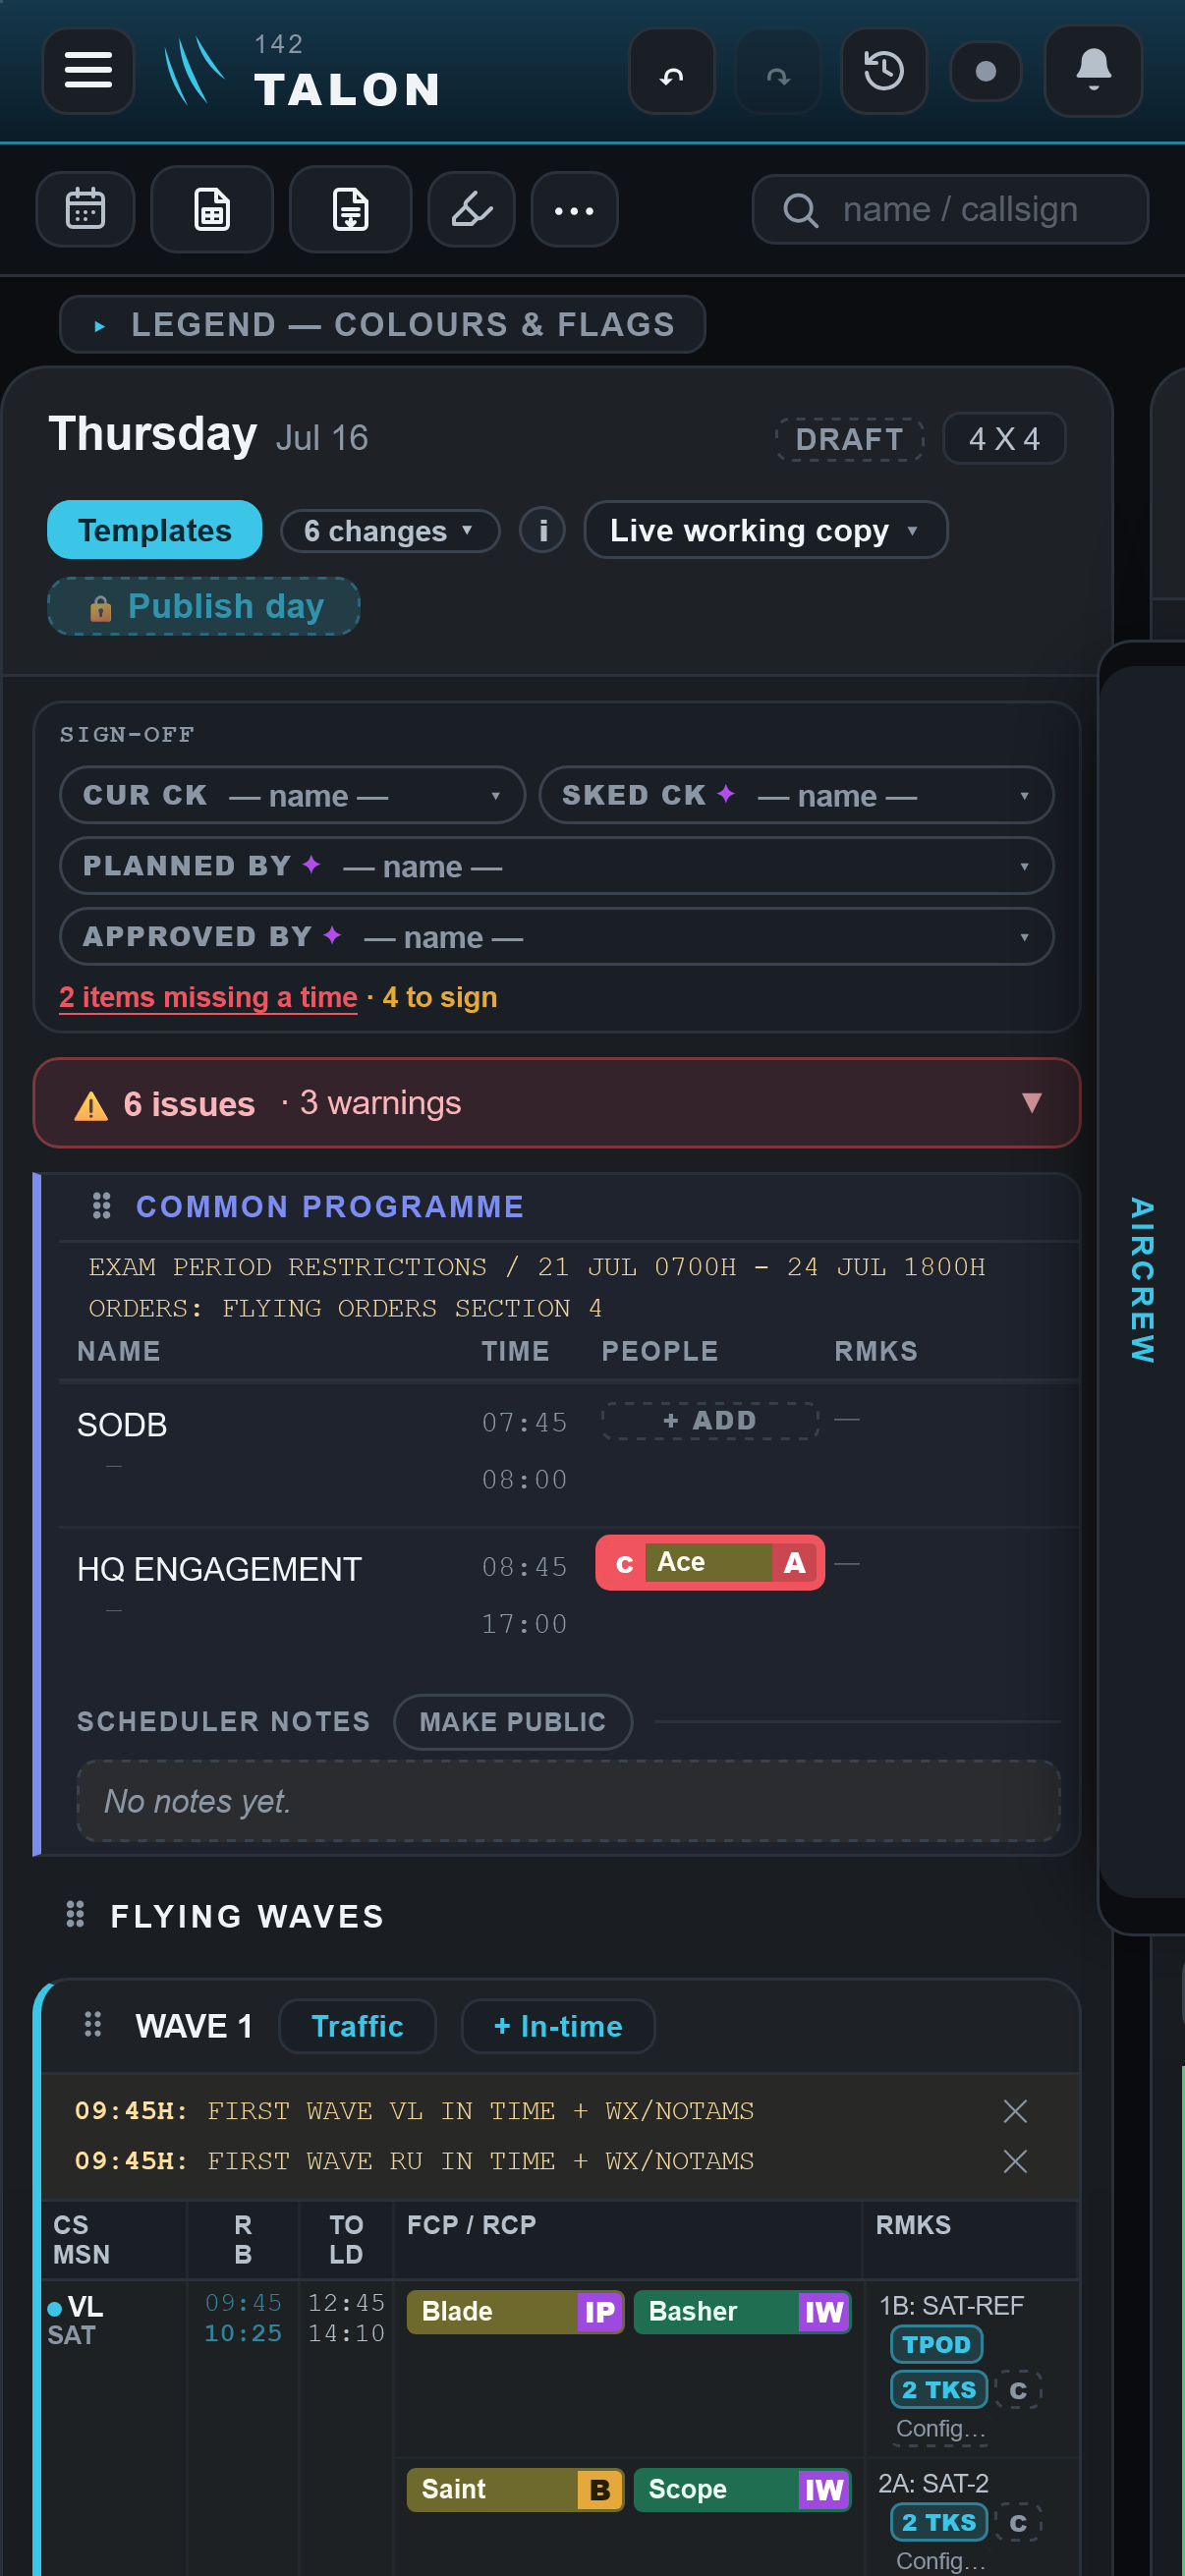 142
TALON
name / callsign
▸ LEGEND — COLOURS & FLAGS
Thursday Jul 16 DRAFT 4 X 4
Templates 6 changes ▾ i Live working copy ▾
🔒 Publish day
SIGN-OFF
CUR CK — name — ▾ SKED CK ✦ — name — ▾
PLANNED BY ✦ — name — ▾
APPROVED BY ✦ — name — ▾
2 items missing a time · 4 to sign
⚠️ 6 issues · 3 warnings ▼
COMMON PROGRAMME
EXAM PERIOD RESTRICTIONS / 21 JUL 0700H - 24 JUL 1800H
ORDERS: FLYING ORDERS SECTION 4
NAME TIME PEOPLE RMKS
SODB 07:45 + ADD —
— 08:00
HQ ENGAGEMENT 08:45 C Ace A —
— 17:00
SCHEDULER NOTES MAKE PUBLIC
No notes yet.
AIRCREW
FLYING WAVES
WAVE 1 Traffic + In-time
09:45H: FIRST WAVE VL IN TIME + WX/NOTAMS
09:45H: FIRST WAVE RU IN TIME + WX/NOTAMS
CS R TO FCP / RCP RMKS
MSN B LD
VL 09:45 12:45 Blade IP Basher IW 1B: SAT-REF
SAT 10:25 14:10
TPOD
2 TKS C
Config…
Saint B Scope IW 2A: SAT-2
2 TKS C
Config…